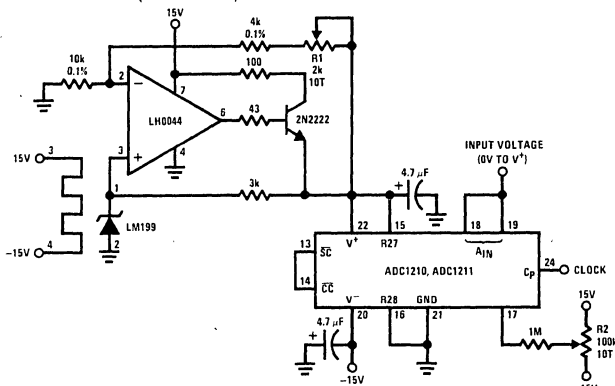 15V
4k
0.1%
R1
2k
10T
10k
0.1%
100
2
7
LH0044
6
43
2N2222
3
4
15V
3
1
3k
LM199
-15V
4
2
INPUT VOLTAGE
(0V TO V+)
4.7 μF
+
22
15
18
19
V+
R27
AIN
13
SC
ADC1210, ADC1211
CP
24
CLOCK
14
CC
V−
R28
GND
20
16
21
17
4.7 μF
+
-15V
1M
15V
R2
100k
10T